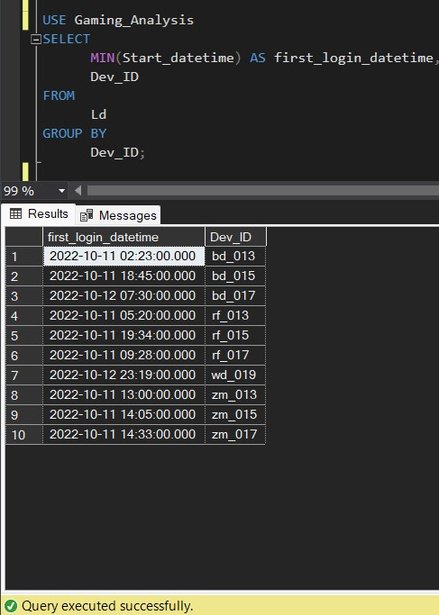 USE Gaming_Analysis
SELECT
MIN(Start_datetime) AS first_login_datetime,
Dev_ID
FROM
Ld
GROUP BY
Dev_ID;
99 %
Results Messages
first_login_datetime Dev_ID
1 2022-10-11 02:23:00.000 bd_013
2 2022-10-11 18:45:00.000 bd_015
3 2022-10-12 07:30:00.000 bd_017
4 2022-10-11 05:20:00.000 rf_013
5 2022-10-11 19:34:00.000 rf_015
6 2022-10-11 09:28:00.000 rf_017
7 2022-10-12 23:19:00.000 wd_019
8 2022-10-11 13:00:00.000 zm_013
9 2022-10-11 14:05:00.000 zm_015
10 2022-10-11 14:33:00.000 zm_017
Query executed successfully.